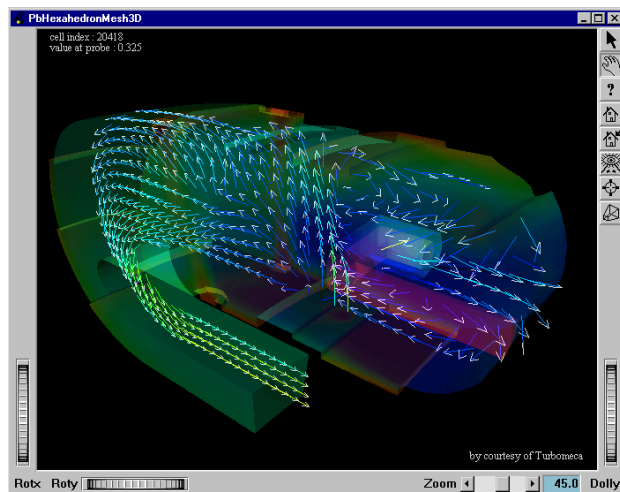 PbHexahedronMesh3D
cell index : 20418
value at probe : 0.325
?
by courtesy of Turbomeca
Rotx Roty Zoom 45.0 Dolly